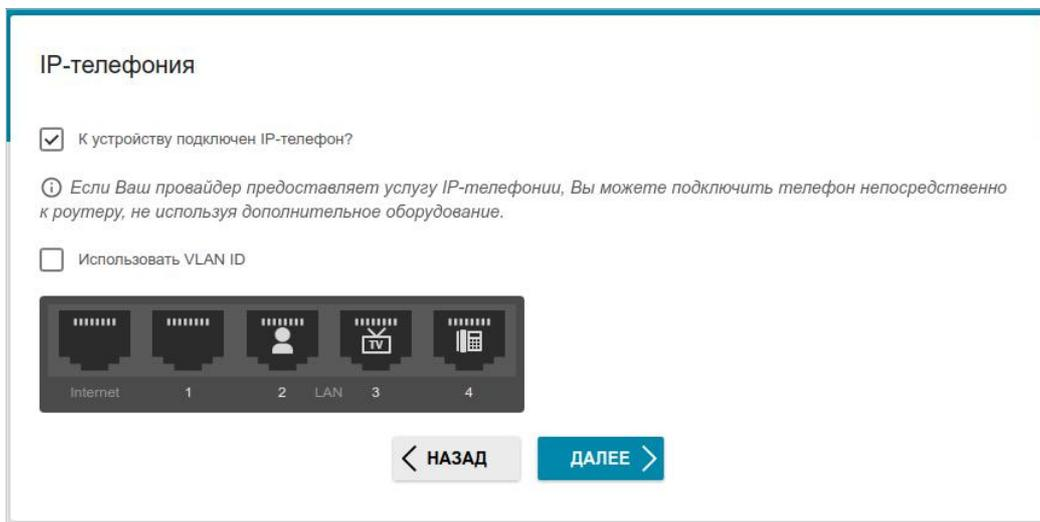 IP-телефония
К устройству подключен IP-телефон?
Если Ваш провайдер предоставляет услугу IP-телефонии, Вы можете подключить телефон непосредственно
к роутеру, не используя дополнительное оборудование.
Использовать VLAN ID
TV
Internet 1 2 LAN 3 4
НАЗАД ДАЛЕЕ